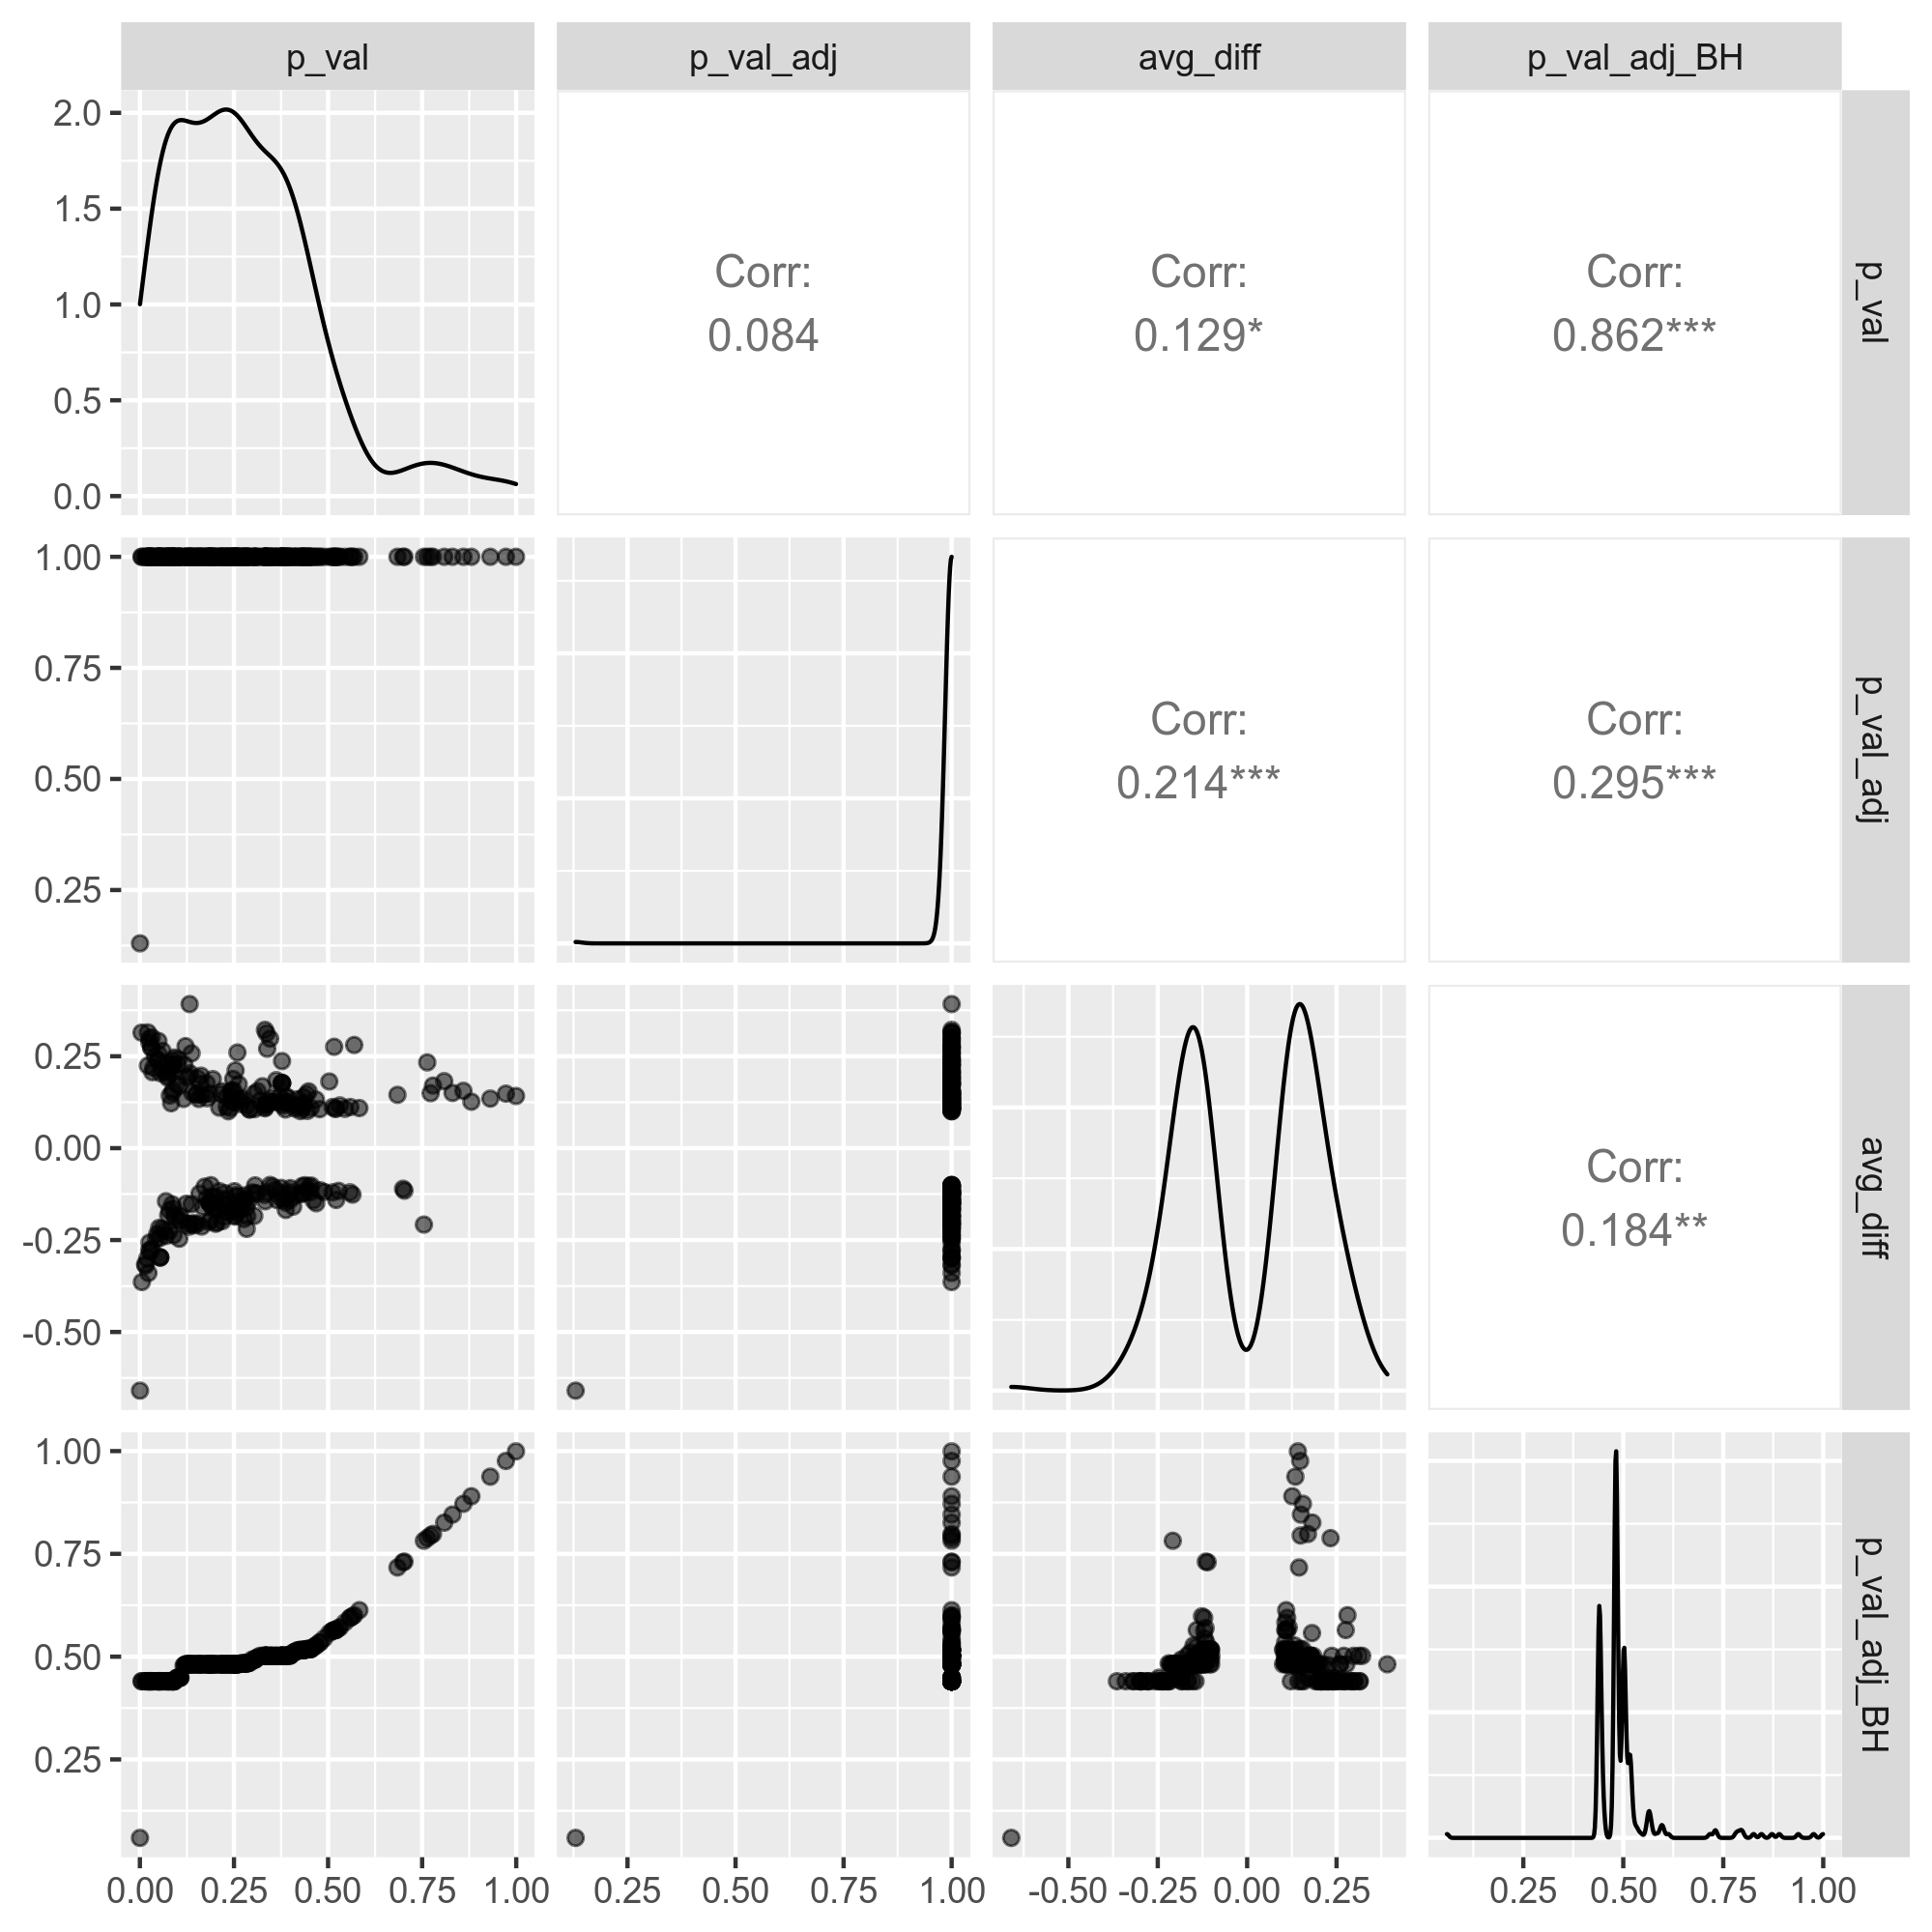 p_val p_val_adj avg_diff p_val_adj_BH
2.0
1.5
1.0
0.5
0.0
Corr:
0.084
Corr:
0.129*
Corr:
0.862***
p_val
1.00
0.75
0.50
0.25
Corr:
0.214***
Corr:
0.295***
p_val_adj
0.25
0.00
-0.25
-0.50
Corr:
0.184**
avg_diff
1.00
0.75
0.50
0.25
p_val_adj_BH
0.00 0.25 0.50 0.75 1.00
0.25 0.50 0.75 1.00
-0.50 -0.25 0.00 0.25
0.25 0.50 0.75 1.00